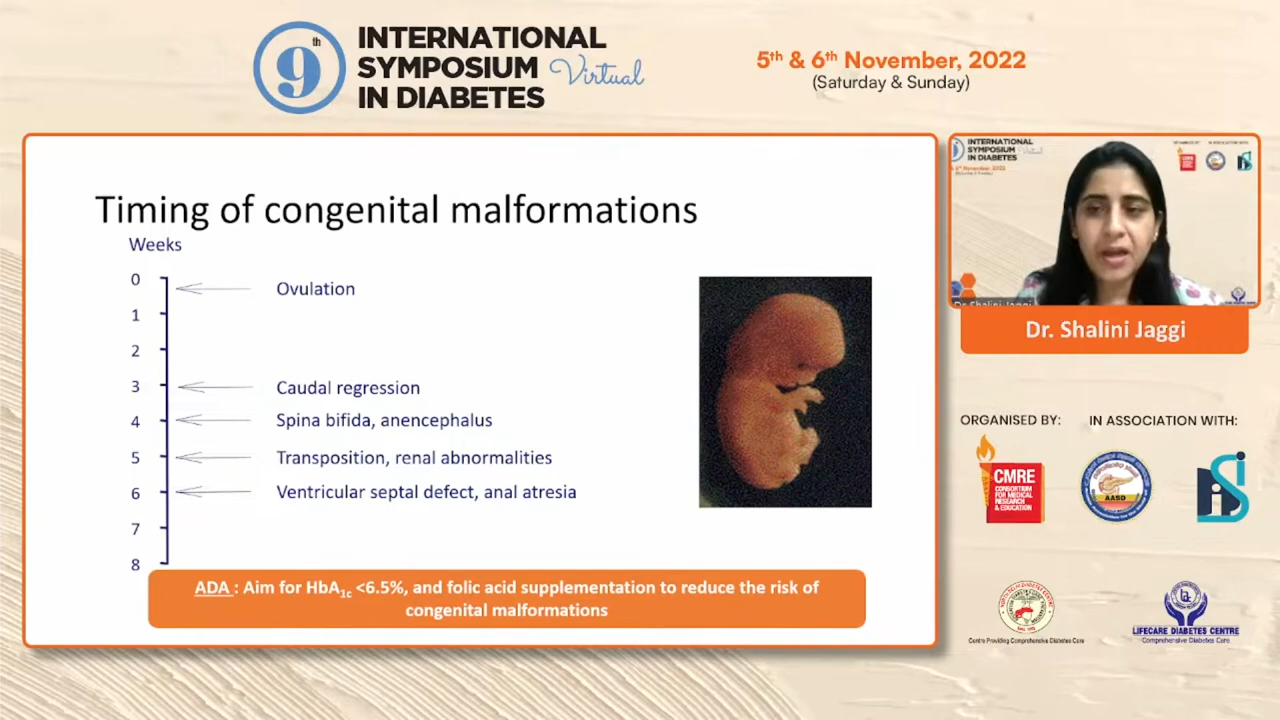 9th
INTERNATIONAL
SYMPOSIUM Virtual
IN DIABETES
5th & 6th November, 2022
(Saturday & Sunday)
Timing of congenital malformations
Weeks
0 Ovulation
1
2
3 Caudal regression
4 Spina bifida, anencephalus
5 Transposition, renal abnormalities
6 Ventricular septal defect, anal atresia
7
8
ADA : Aim for HbA1c <6.5%, and folic acid supplementation to reduce the risk of
congenital malformations
INTERNATIONAL
SYMPOSIUM
IN DIABETES
Dr. Shalini Jaggi
Dr. Shalini Jaggi
ORGANISED BY: IN ASSOCIATION WITH:
CMRE
CONSORTIUM
FOR MEDICAL
RESEARCH
& EDUCATION
AASD
Centre Providing Comprehensive Diabetes Care
LIFECARE DIABETES CENTRE
Comprehensive Diabetes Care